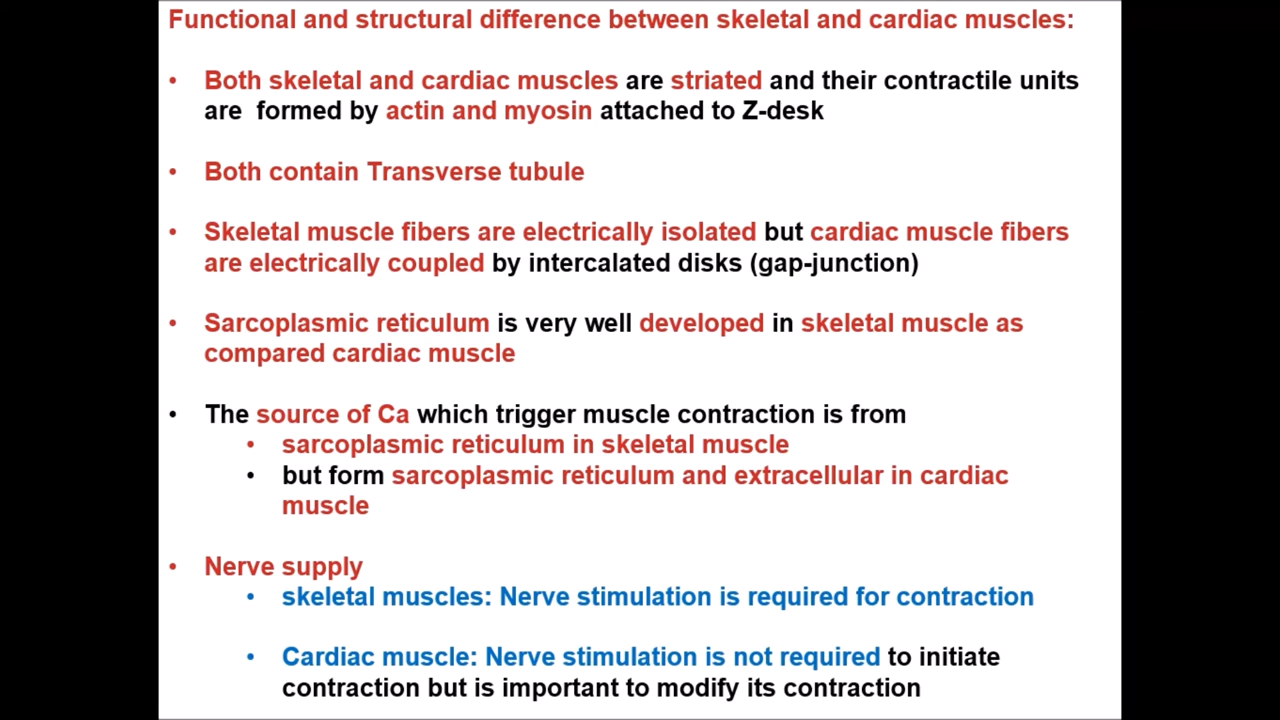 Functional and structural difference between skeletal and cardiac muscles:
• Both skeletal and cardiac muscles are striated and their contractile units
are formed by actin and myosin attached to Z-desk
• Both contain Transverse tubule
• Skeletal muscle fibers are electrically isolated but cardiac muscle fibers
are electrically coupled by intercalated disks (gap-junction)
• Sarcoplasmic reticulum is very well developed in skeletal muscle as
compared cardiac muscle
• The source of Ca which trigger muscle contraction is from
• sarcoplasmic reticulum in skeletal muscle
• but form sarcoplasmic reticulum and extracellular in cardiac
muscle
• Nerve supply
• skeletal muscles: Nerve stimulation is required for contraction
• Cardiac muscle: Nerve stimulation is not required to initiate
contraction but is important to modify its contraction